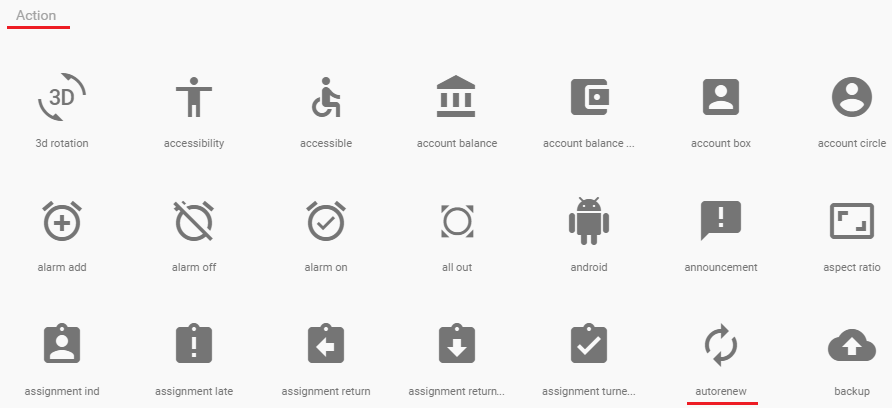 Action
3D
3d rotation
accessibility
accessible
account balance
account balance ...
account box
account circle
alarm add
alarm off
alarm on
all out
android
announcement
aspect ratio
assignment ind
assignment late
assignment return
assignment return...
assignment turne...
autorenew
backup